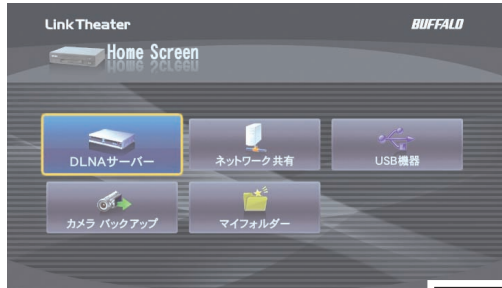 LinkTheater
BUFFALO
Home Screen
DLNAサーバー
ネットワーク共有
USB機器
カメラ バックアップ
マイフォルダー